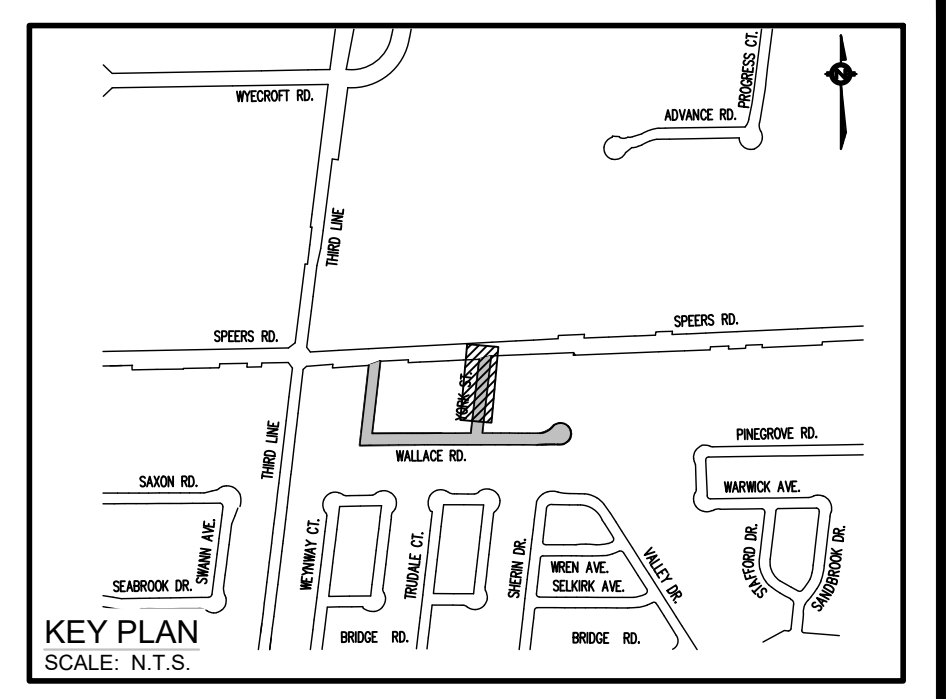 PROGRESS CT.
WYECROFT RD.
ADVANCE RD.
N
THIRD LINE
SPEERS RD.
SPEERS RD.
YORK ST.
THIRD LINE
WALLACE RD.
PINEGROVE RD.
SAXON RD.
WARWICK AVE.
SWANN AVE.
WEYNWAY CT.
TRUDALE CT.
SHERIN DR.
VALLEY DR.
STAFFORD DR.
SANDBROOK DR.
WREN AVE.
SEABROOK DR.
SELKIRK AVE.
BRIDGE RD.
BRIDGE RD.
KEY PLAN
SCALE: N.T.S.